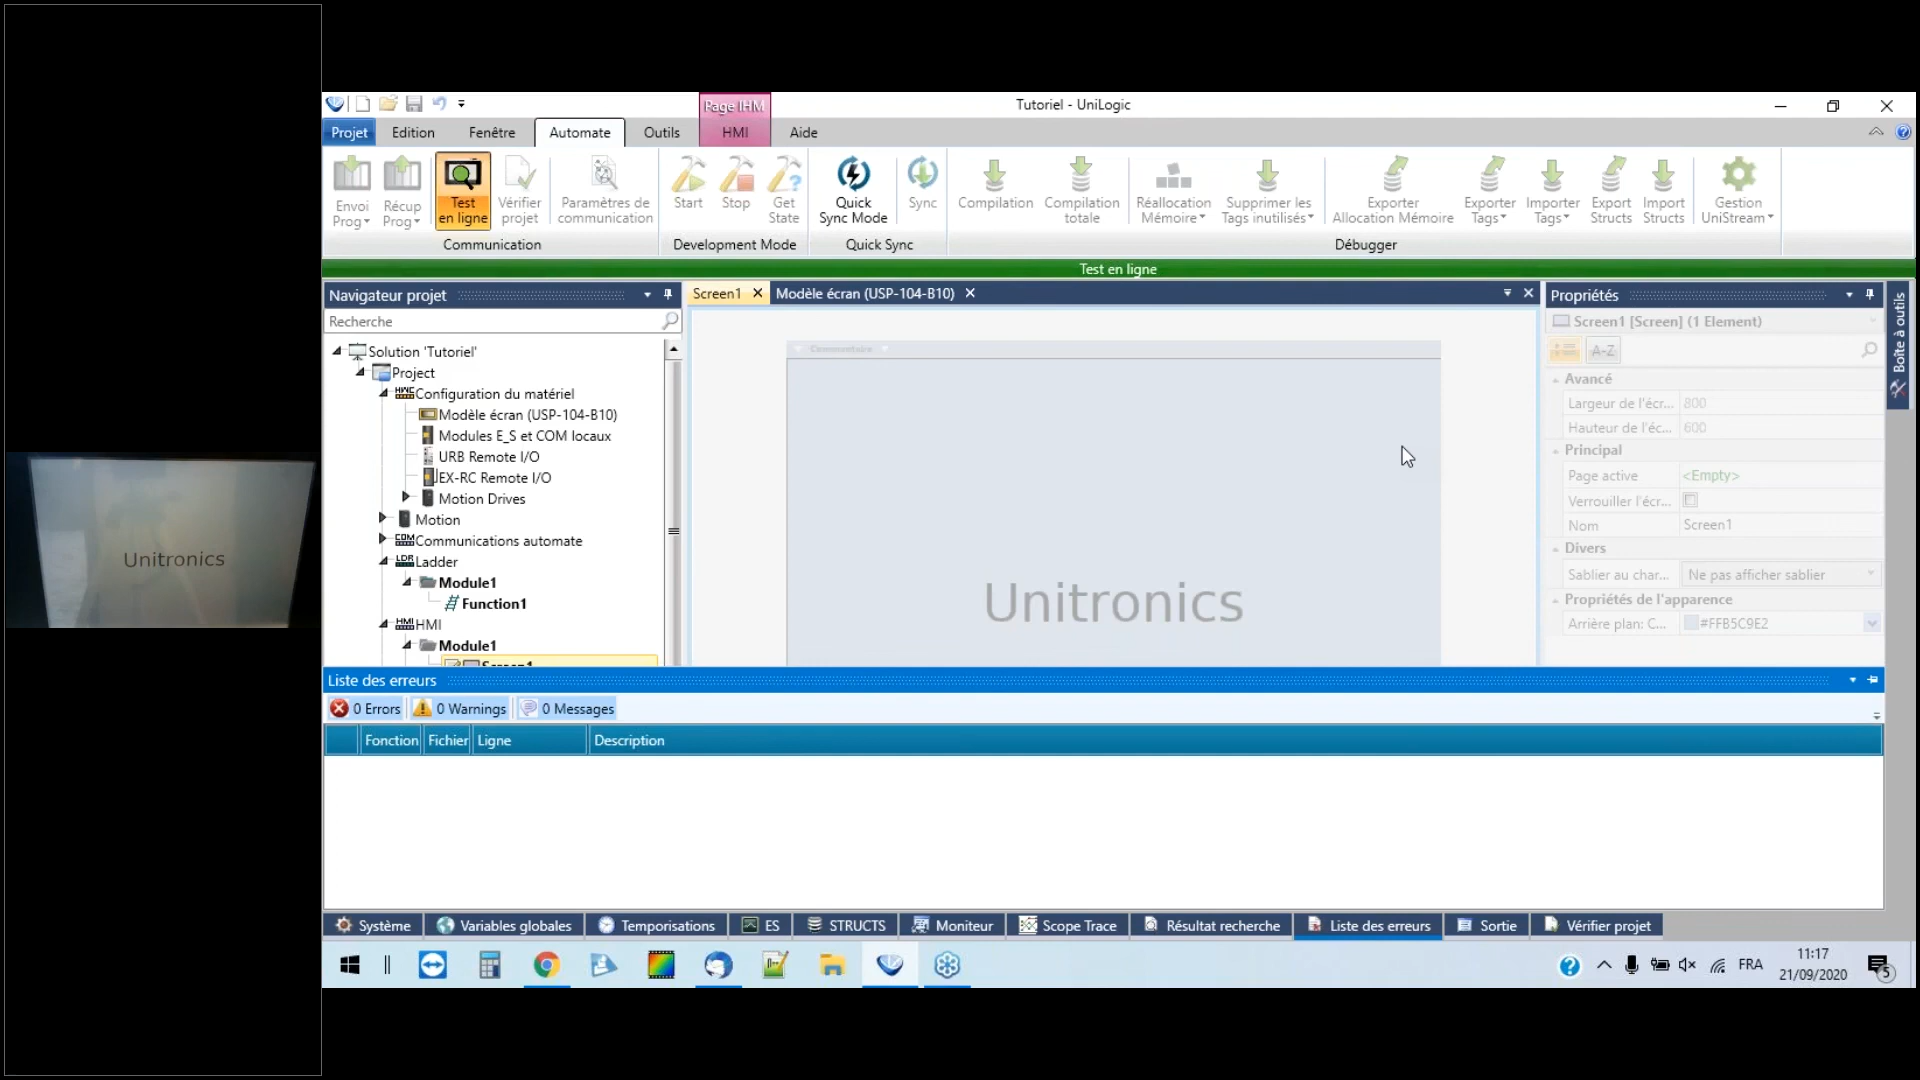 Unitronics
Page IHM
Tutoriel - UniLogic
Projet
Edition
Fenêtre
Automate
Outils
HMI
Aide
Envoi
Prog
Récup
Prog
Test
en ligne
Vérifier
projet
Paramètres de
communication
Start
Stop
Get
State
Quick
Sync Mode
Sync
Compilation
Compilation
totale
Réallocation
Mémoire
Supprimer les
Tags inutilisés
Exporter
Allocation Mémoire
Exporter
Tags
Importer
Tags
Export
Structs
Import
Structs
Gestion
UniStream
Communication
Development Mode
Quick Sync
Débugger
Test en ligne
Navigateur projet
Recherche
Solution 'Tutoriel'
Project
HWC Configuration du matériel
Modèle écran (USP-104-B10)
Modules E_S et COM locaux
URB Remote I/O
EX-RC Remote I/O
Motion Drives
Motion
COM Communications automate
LDR Ladder
Module1
Function1
HMI HMI
Module1
Screen1
Screen1
Modèle écran (USP-104-B10)
Commentaire
Unitronics
Propriétés
Screen1 [Screen] (1 Element)
A-Z
Avancé
Largeur de l'écr... 800
Hauteur de l'éc... 600
Principal
Page active <Empty>
Verrouiller l'écr...
Nom Screen1
Divers
Sablier au char... Ne pas afficher sablier
Propriétés de l'apparence
Arrière plan: C... #FFB5C9E2
Boîte à outils
Liste des erreurs
0 Errors
0 Warnings
0 Messages
Fonction
Fichier
Ligne
Description
Système
Variables globales
Temporisations
ES
STRUCTS
Moniteur
Scope Trace
Résultat recherche
Liste des erreurs
Sortie
Vérifier projet
FRA
11:17
21/09/2020
5